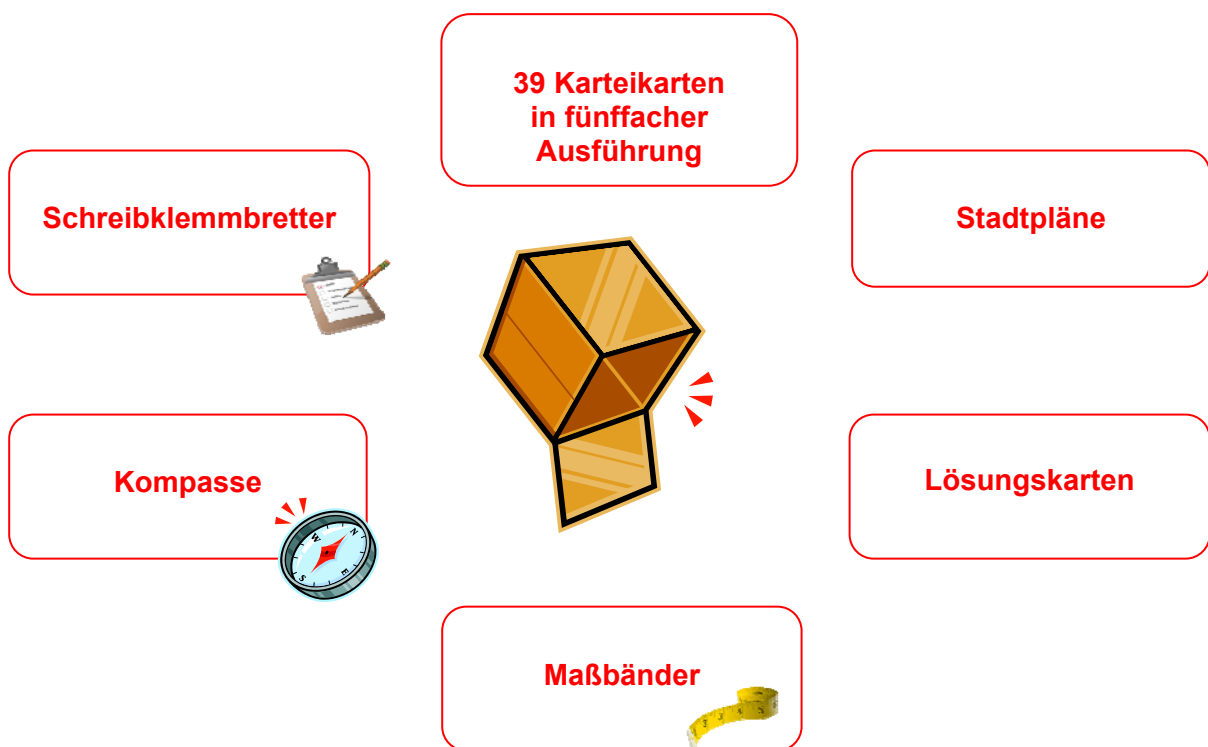 39 Karteikarten
in fünffacher
Ausführung
Schreibklemmbretter
Stadtpläne
Kompasse
Lösungskarten
Maßbänder
N
W
E
S